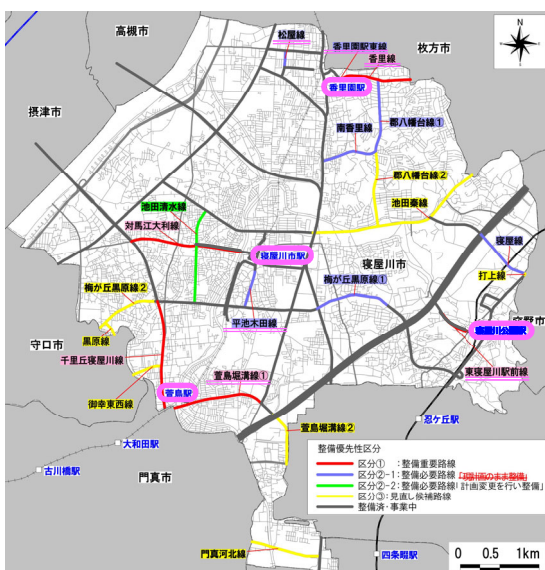 高槻市
松屋線
香里園駅東線
枚方市
N
香里線
香里園駅
摂津市
南香里線
郡八幡台線①
郡八幡台線②
池田清水線
池田秦線
対馬江大利線
寝屋川市駅
寝屋川市
寝屋線
打上線
梅が丘黒原線②
梅が丘黒原線①
平池木田線
黒原線
守口市
千里丘寝屋川線
東寝屋川駅前線
御幸東西線
萱島駅
萱島堀溝線①
萱島堀溝線②
忍ケ丘駅
大和田駅
古川橋駅
門真市
整備優先性区分
区分① :整備重要路線
区分②-1:整備必要路線
区分②-2:整備必要路線「計画変更を行い整備」
区分③:見直し候補路線
整備済・事業中
門真河北線
四条畷駅
0 0.5 1km